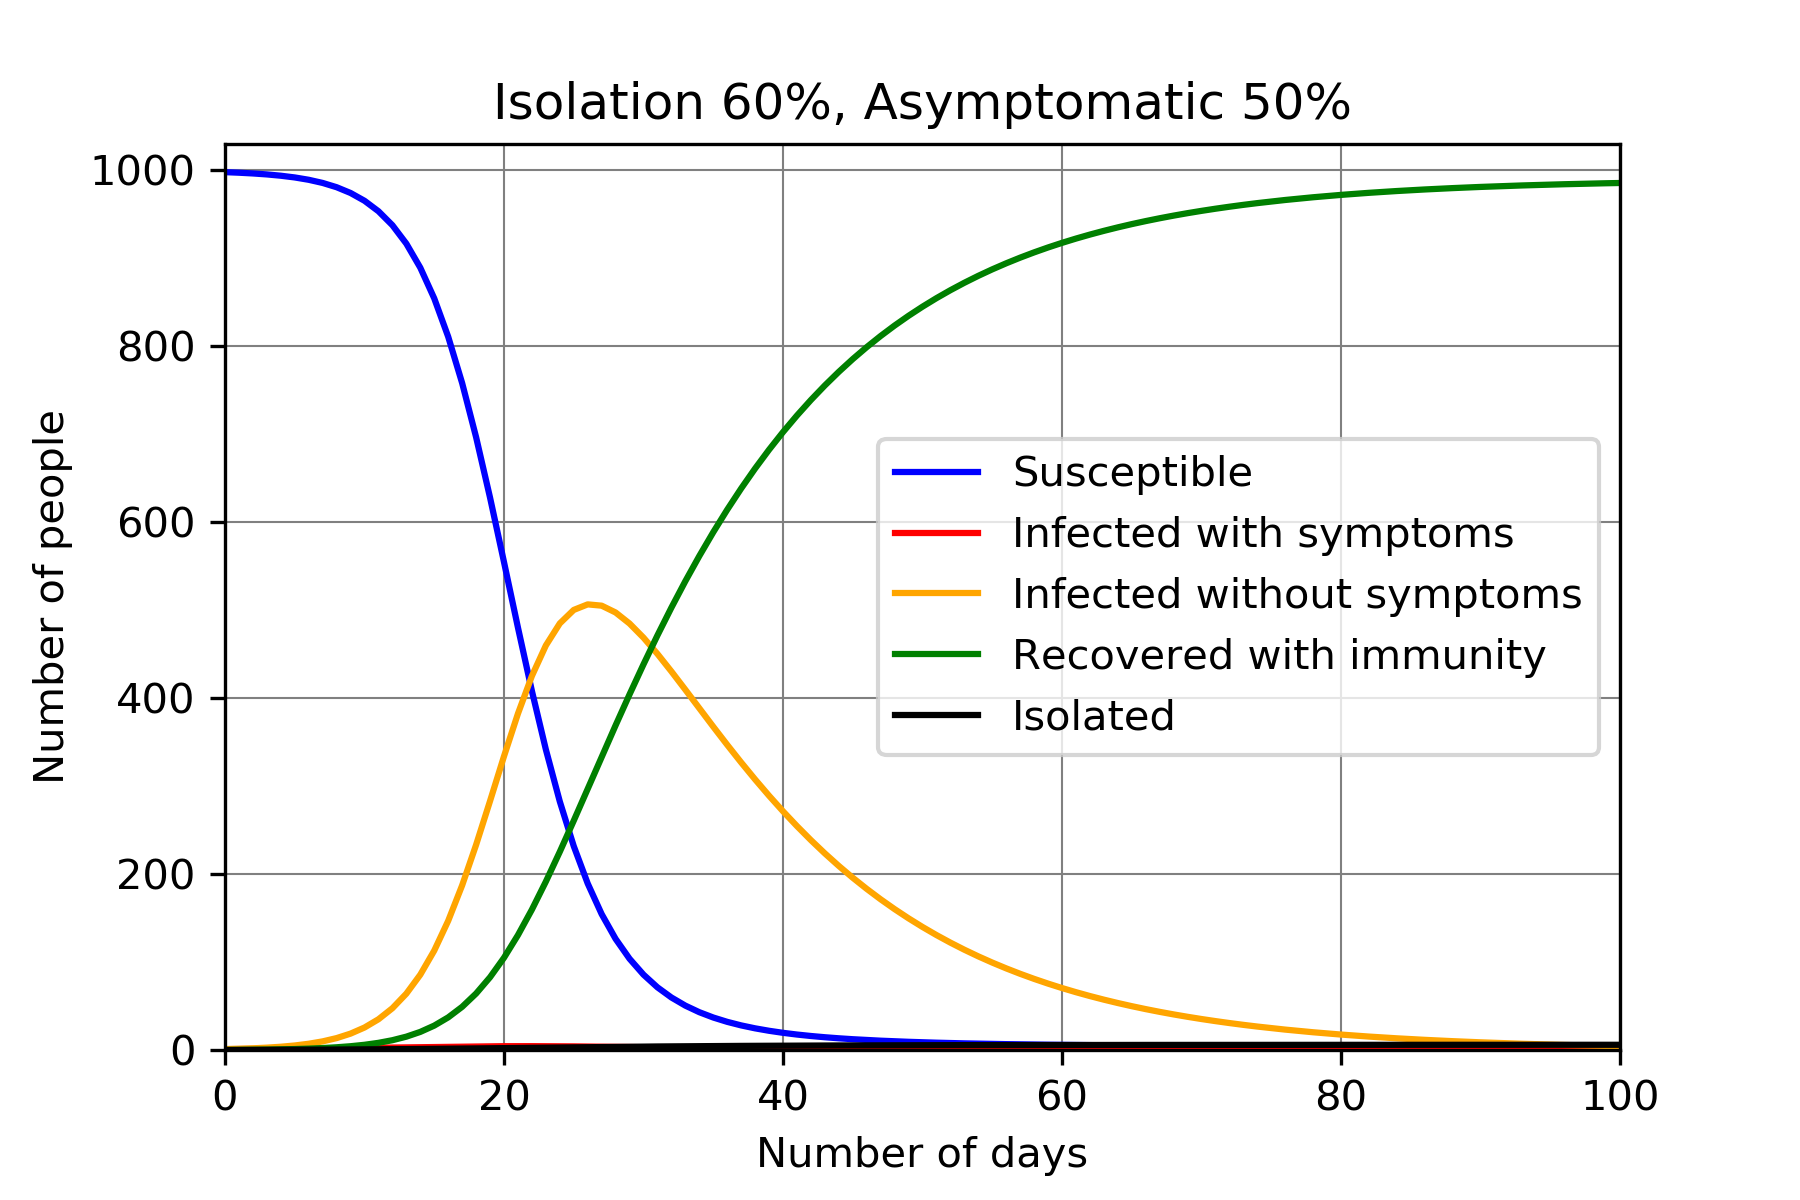 Isolation 60%, Asymptomatic 50%
1000
800
600
400
200
0
Number of people
Susceptible
Infected with symptoms
Infected without symptoms
Recovered with immunity
Isolated
0 20 40 60 80 100
Number of days